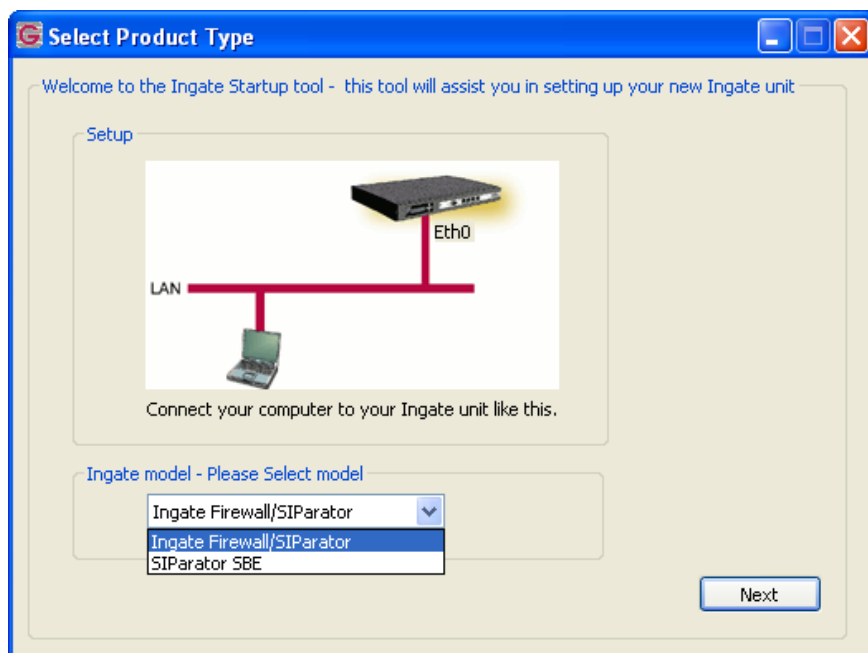 Select Product Type
Welcome to the Ingate Startup tool - this tool will assist you in setting up your new Ingate unit
Setup
Eth0
LAN
Connect your computer to your Ingate unit like this.
Ingate model - Please Select model
Ingate Firewall/SIParator
Ingate Firewall/SIParator
SIParator SBE
Next